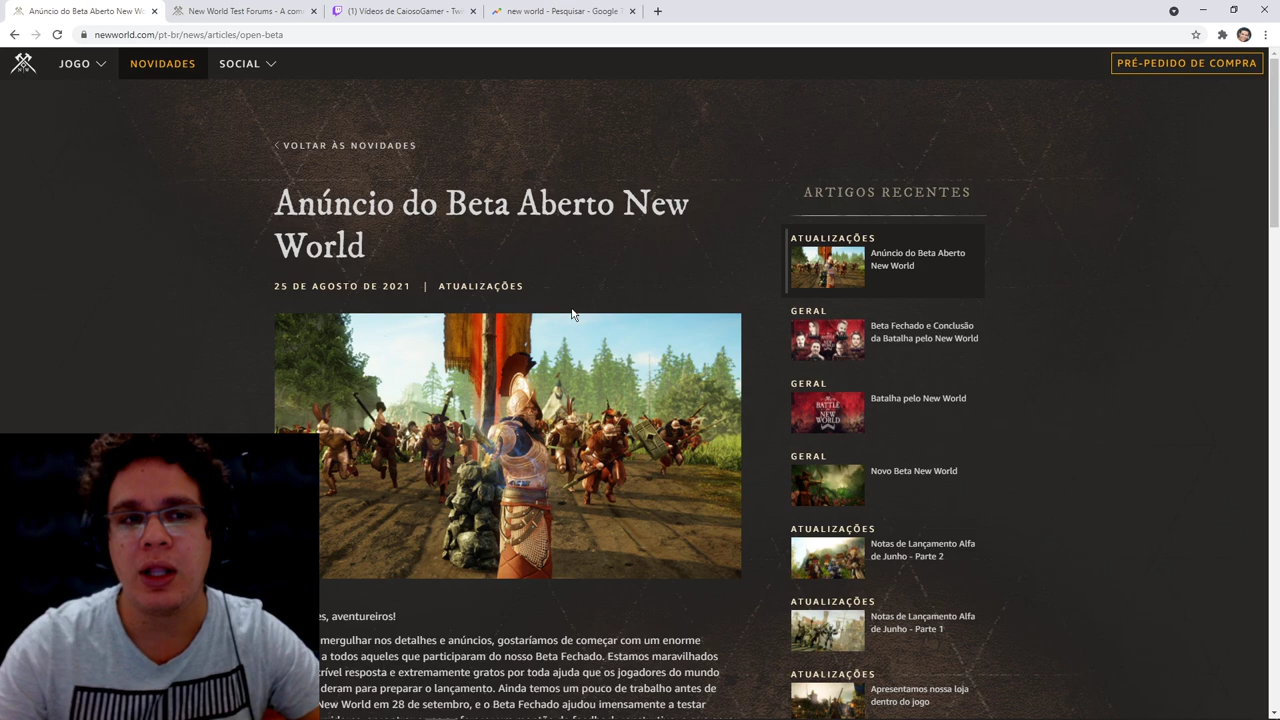 Anúncio do Beta Aberto New Wo
New World Test Forums - A com
(1) Vídeos de CaiosoGamer - Twi
new world - Pesquisar - Google T
newworld.com/pt-br/news/articles/open-beta
JOGO
NOVIDADES
SOCIAL
PRÉ-PEDIDO DE COMPRA
VOLTAR ÀS NOVIDADES
Anúncio do Beta Aberto New
World
25 DE AGOSTO DE 2021 | ATUALIZAÇÕES
es, aventureiros!
mergulhar nos detalhes e anúncios, gostaríamos de começar com um enorme
a todos aqueles que participaram do nosso Beta Fechado. Estamos maravilhados
crível resposta e extremamente gratos por toda ajuda que os jogadores do mundo
deram para preparar o lançamento. Ainda temos um pouco de trabalho antes de
New World em 28 de setembro, e o Beta Fechado ajudou imensamente a testar
ARTIGOS RECENTES
ATUALIZAÇÕES
Anúncio do Beta Aberto
New World
GERAL
Beta Fechado e Conclusão
da Batalha pelo New World
GERAL
BATTLE
NEW WORLD
Batalha pelo New World
GERAL
Novo Beta New World
ATUALIZAÇÕES
Notas de Lançamento Alfa
de Junho - Parte 2
ATUALIZAÇÕES
Notas de Lançamento Alfa
de Junho - Parte 1
ATUALIZAÇÕES
Apresentamos nossa loja
dentro do jogo